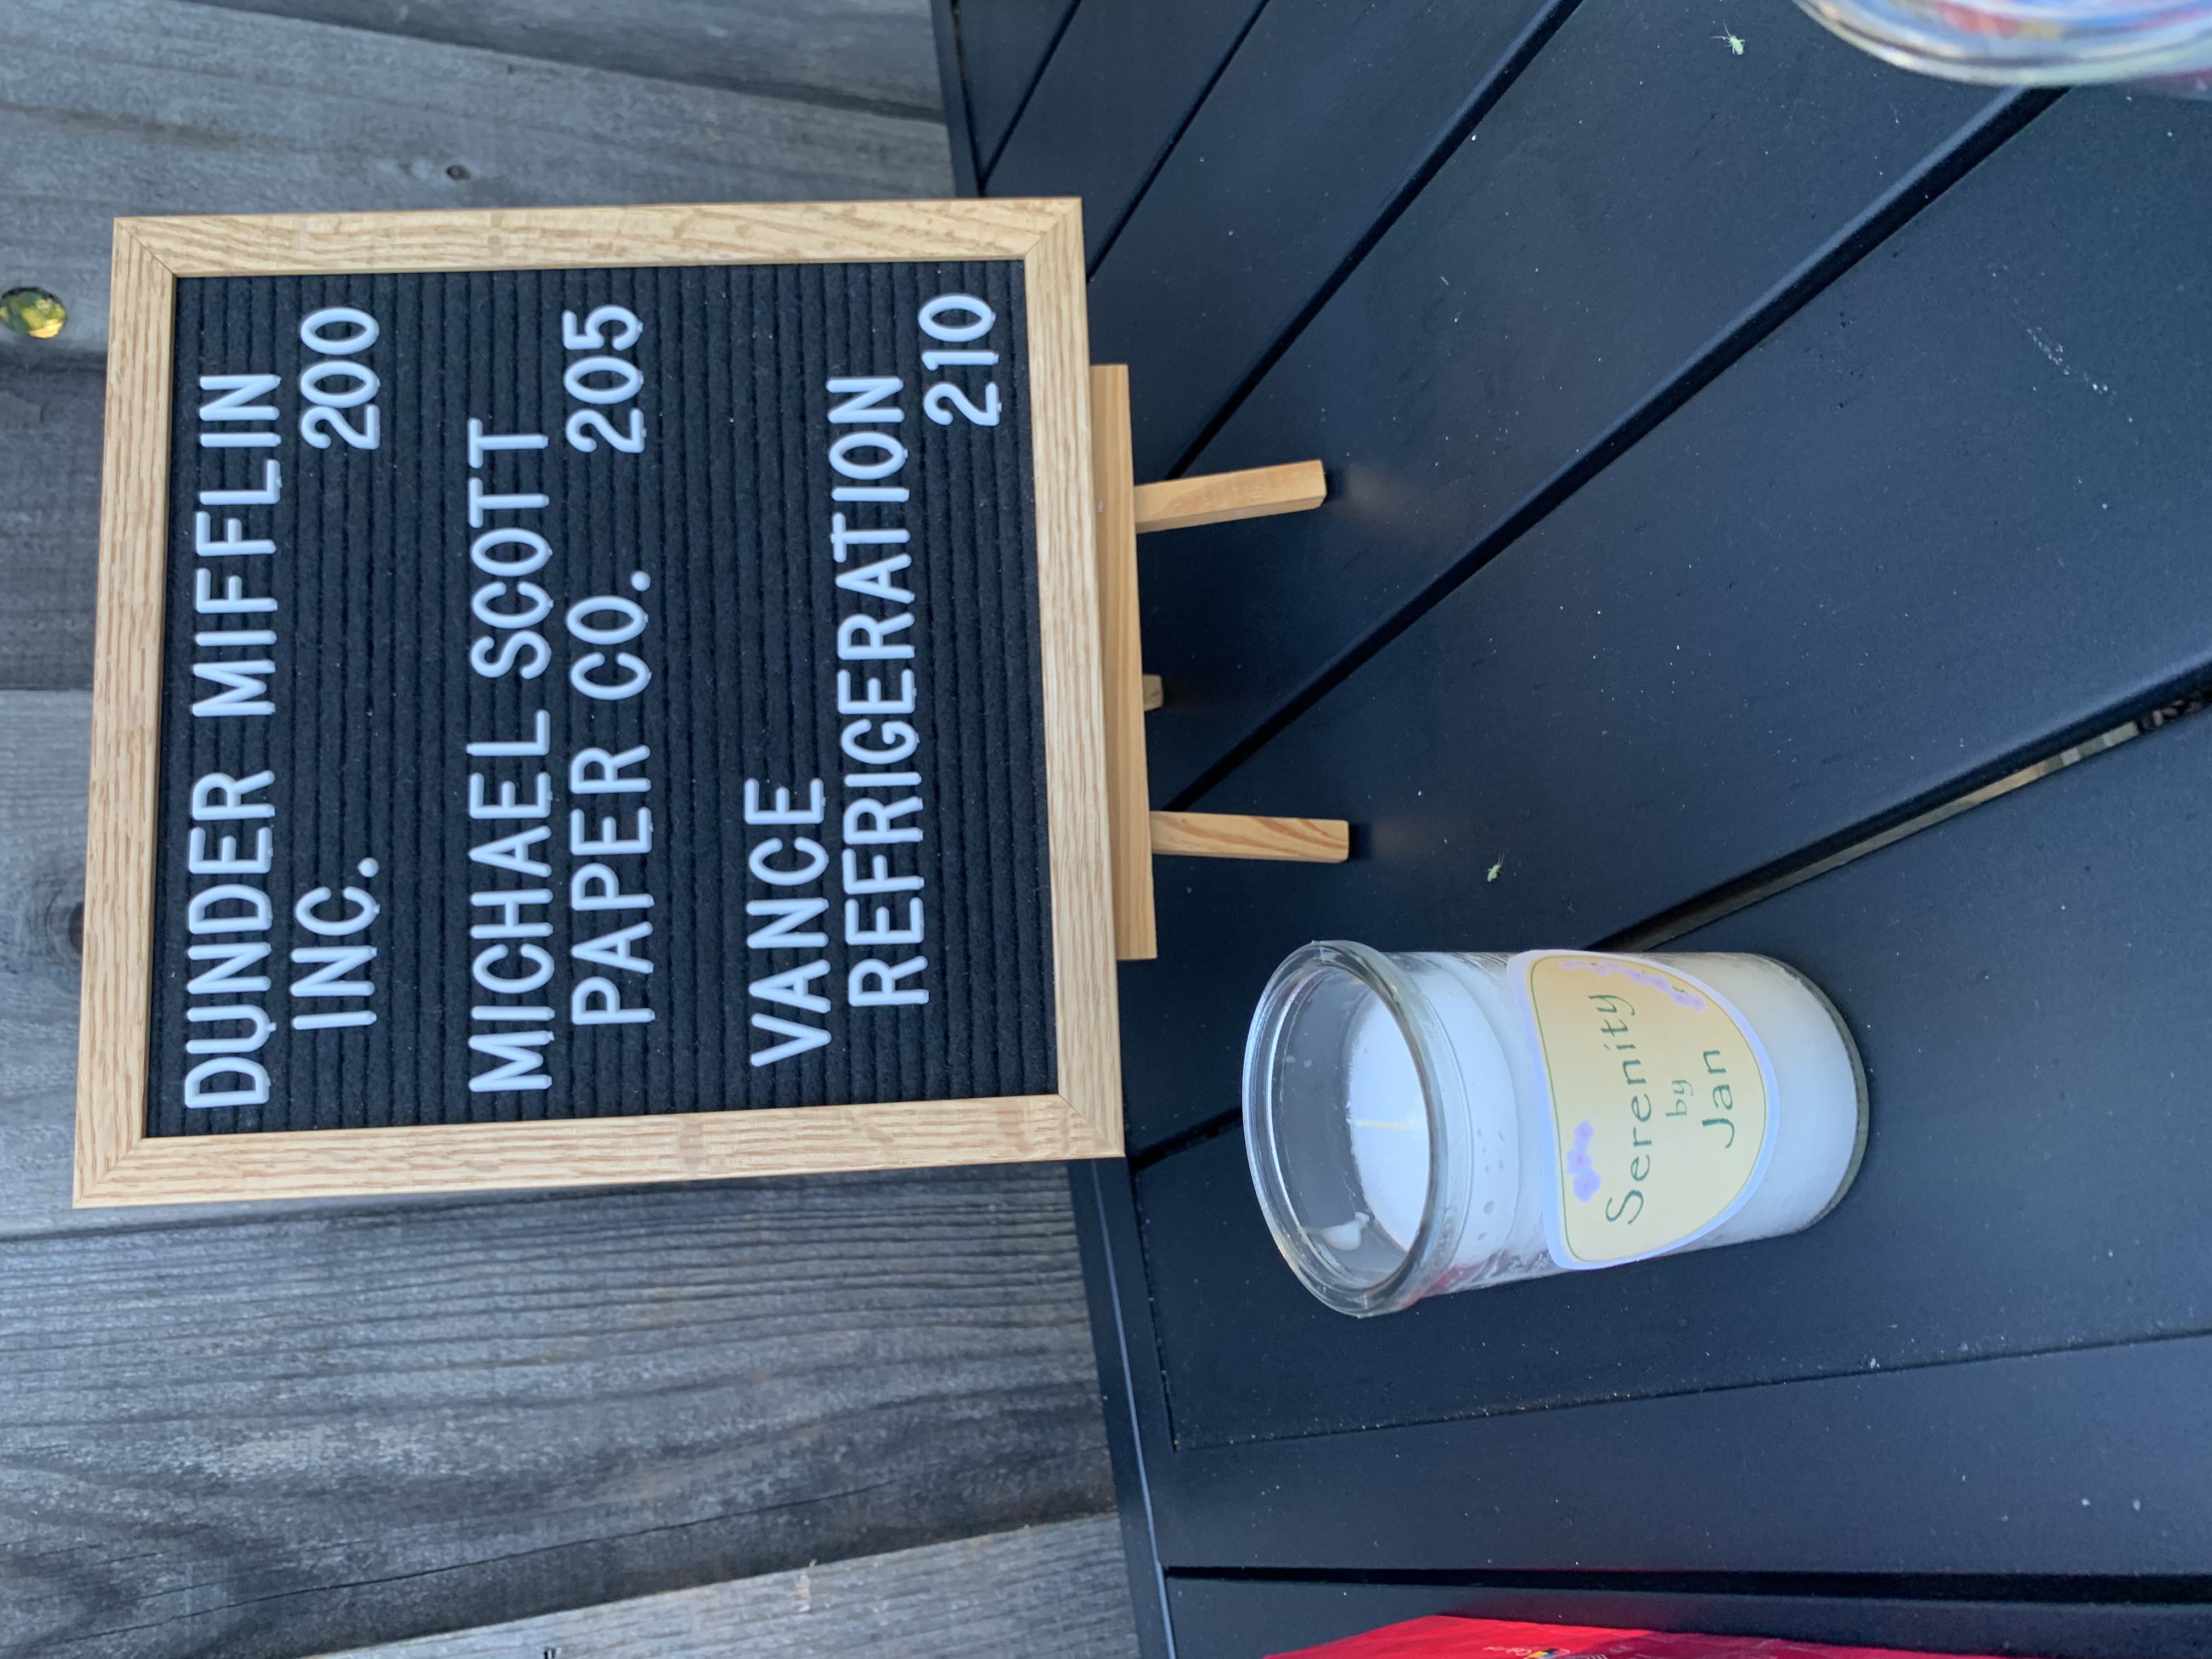 DUNDER MIFFLIN
INC. 200
MICHAEL SCOTT
PAPER CO. 205
VANCE
REFRIGERATION
210
Serenity
by
Jan